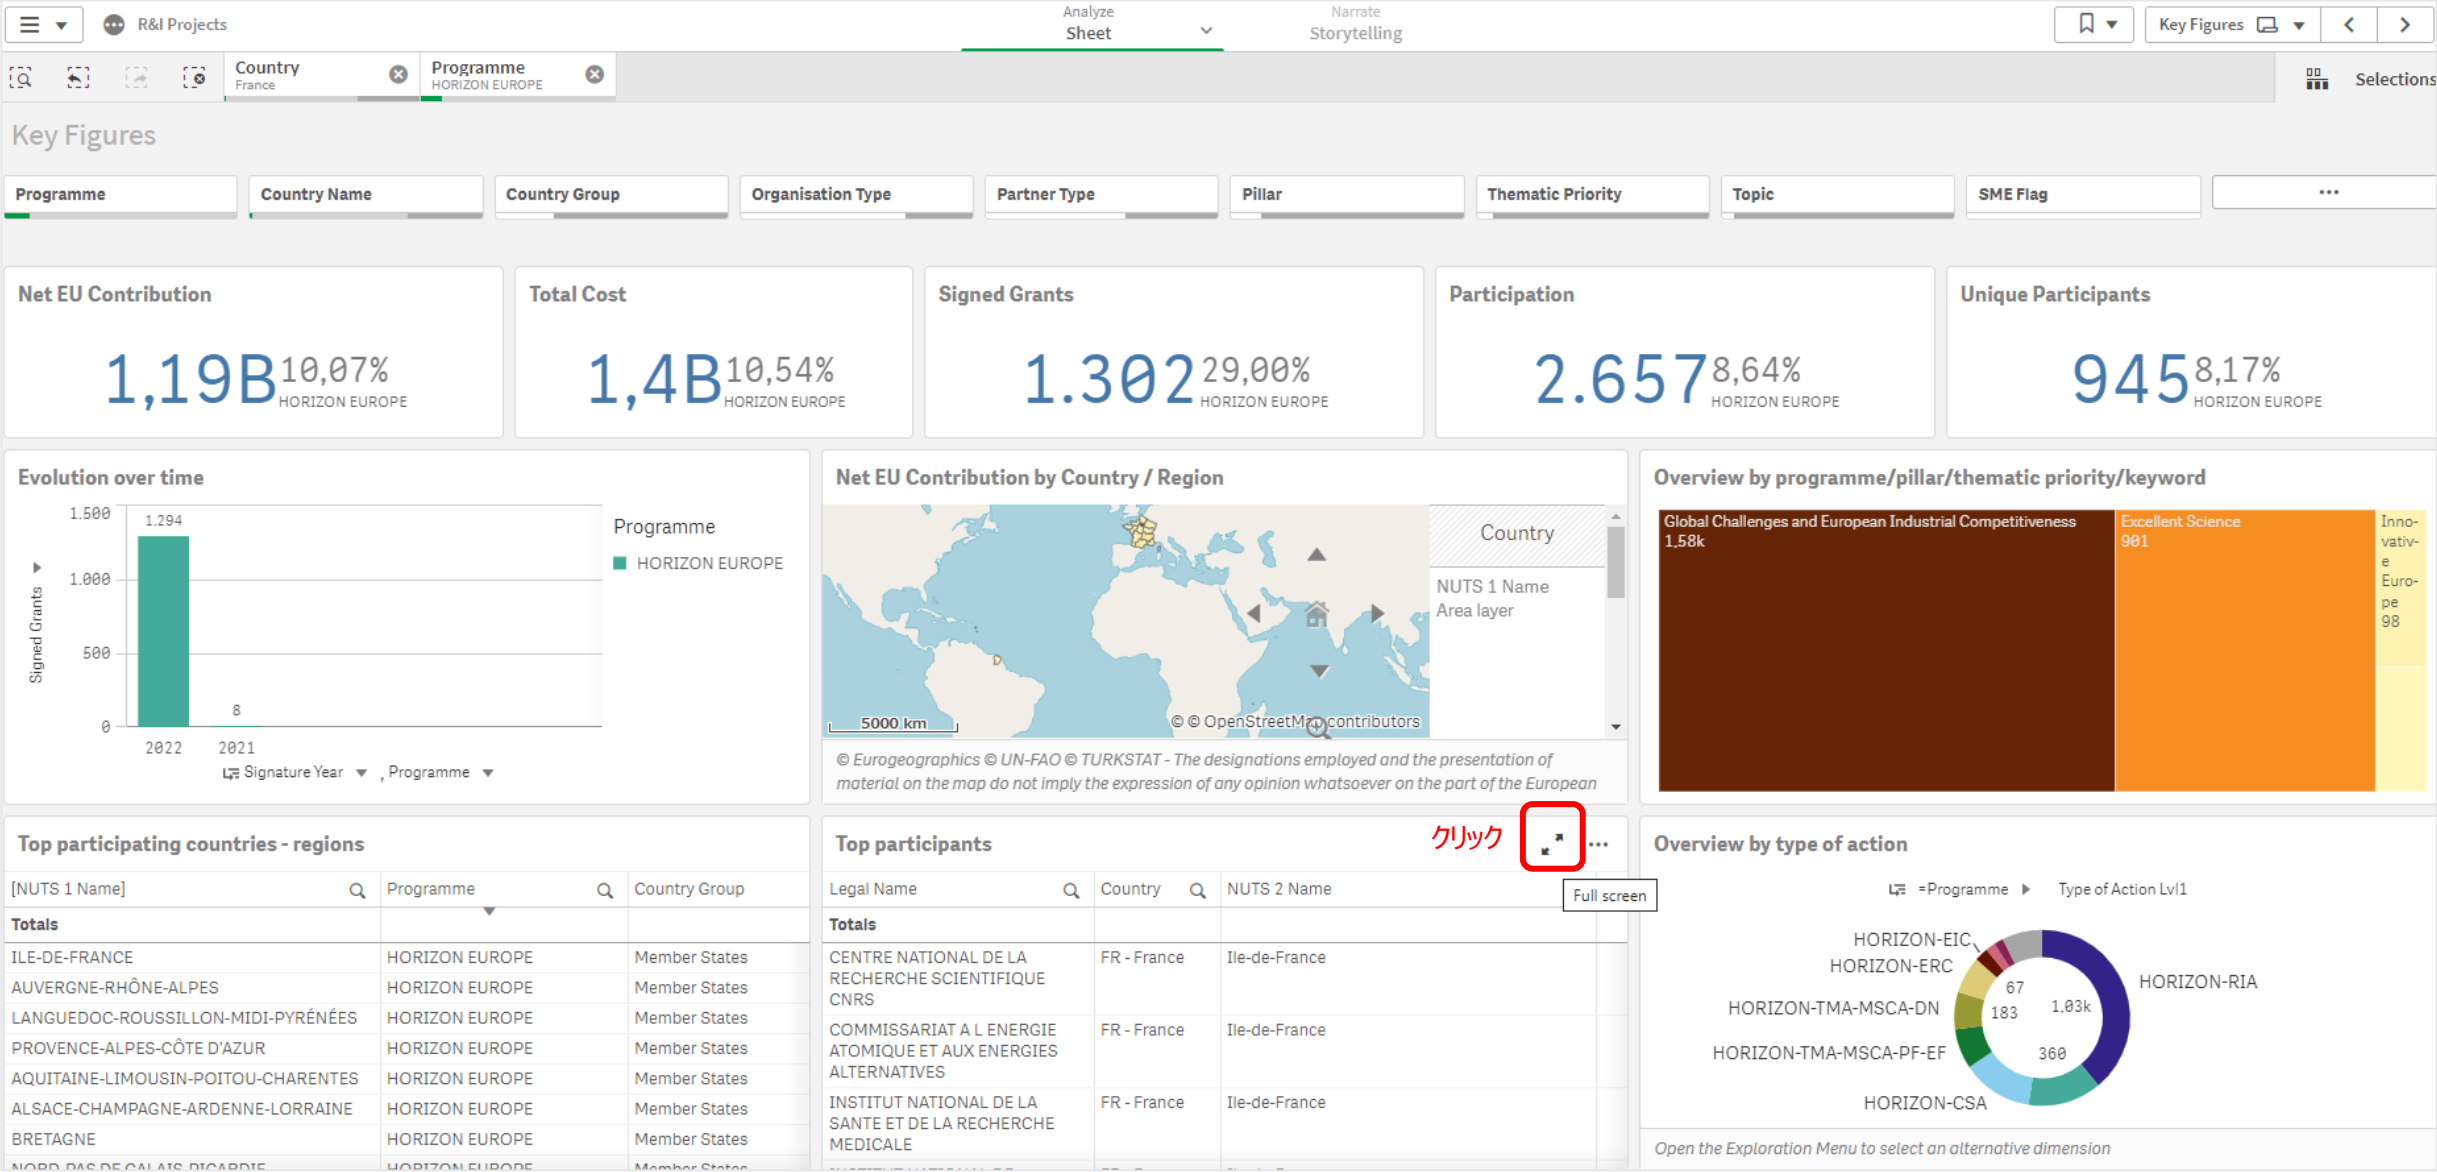 R&I Projects
Analyze
Sheet
Narrate
Storytelling
Key Figures
Country
France
Programme
HORIZON EUROPE
Selections
Key Figures
Programme
Country Name
Country Group
Organisation Type
Partner Type
Pillar
Thematic Priority
Topic
SME Flag
Net EU Contribution
1,19B
10,07%
HORIZON EUROPE
Total Cost
1,4B
10,54%
HORIZON EUROPE
Signed Grants
1.302
29,00%
HORIZON EUROPE
Participation
2.657
8,64%
HORIZON EUROPE
Unique Participants
945
8,17%
HORIZON EUROPE
Evolution over time
Signed Grants
1.500
1.000
500
0
1.294
8
2022
2021
Signature Year , Programme
Programme
HORIZON EUROPE
Net EU Contribution by Country / Region
5000 km
© © OpenStreetMap contributors
Country
NUTS 1 Name
Area layer
© Eurogeographics © UN-FAO © TURKSTAT - The designations employed and the presentation of
material on the map do not imply the expression of any opinion whatsoever on the part of the European
Overview by programme/pillar/thematic priority/keyword
Global Challenges and European Industrial Competitiveness
1,58k
Excellent Science
901
Inno-
vativ-
e
Euro-
pe
98
Top participating countries - regions
[NUTS 1 Name] Programme Country Group
Totals
ILE-DE-FRANCE HORIZON EUROPE Member States
AUVERGNE-RHÔNE-ALPES HORIZON EUROPE Member States
LANGUEDOC-ROUSSILLON-MIDI-PYRÉNÉES HORIZON EUROPE Member States
PROVENCE-ALPES-CÔTE D'AZUR HORIZON EUROPE Member States
AQUITAINE-LIMOUSIN-POITOU-CHARENTES HORIZON EUROPE Member States
ALSACE-CHAMPAGNE-ARDENNE-LORRAINE HORIZON EUROPE Member States
BRETAGNE HORIZON EUROPE Member States
NORD-PAS DE CALAIS-PICARDIE HORIZON EUROPE Member States
Top participants
クリック
Full screen
Legal Name Country NUTS 2 Name
Totals
CENTRE NATIONAL DE LA FR - France Ile-de-France
RECHERCHE SCIENTIFIQUE
CNRS
COMMISSARIAT A L ENERGIE FR - France Ile-de-France
ATOMIQUE ET AUX ENERGIES
ALTERNATIVES
INSTITUT NATIONAL DE LA FR - France Ile-de-France
SANTE ET DE LA RECHERCHE
MEDICALE
Overview by type of action
=Programme Type of Action Lvl1
HORIZON-EIC
HORIZON-ERC
HORIZON-TMA-MSCA-DN
HORIZON-TMA-MSCA-PF-EF
HORIZON-CSA
HORIZON-RIA
67
183
1,03k
360
Open the Exploration Menu to select an alternative dimension